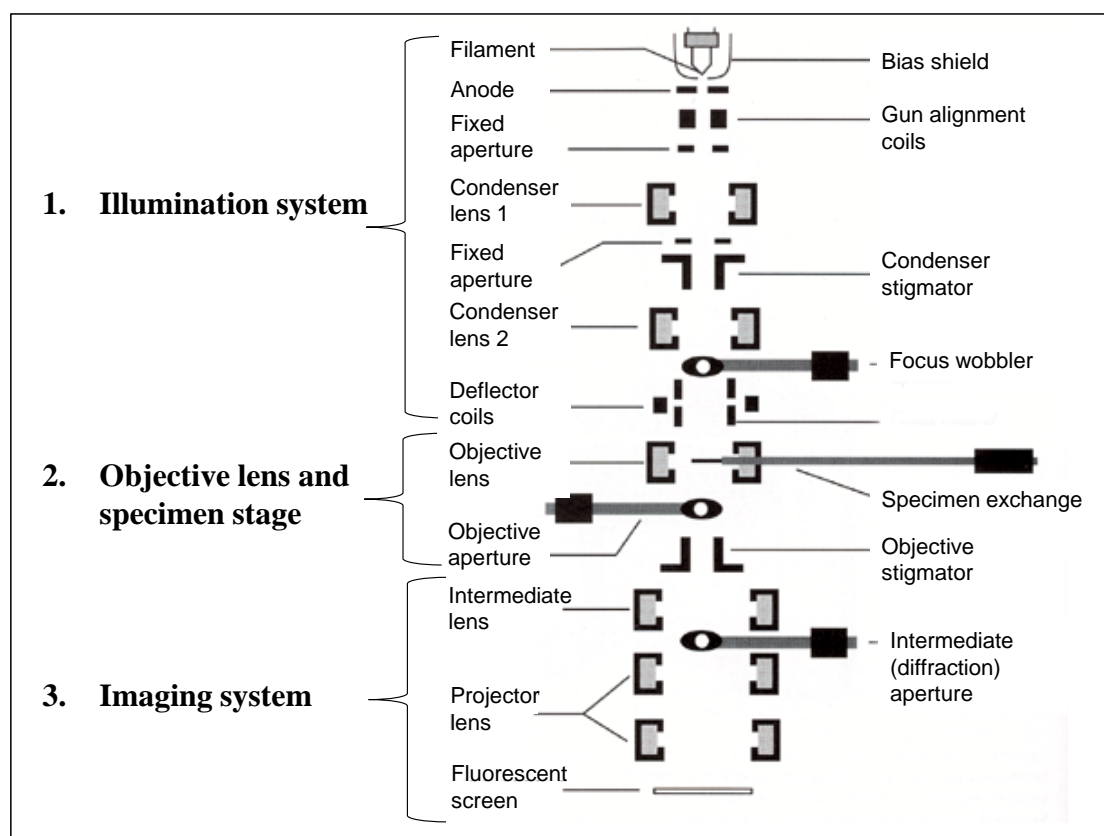 Filament
Bias shield
Anode
Gun alignment
coils
Fixed
aperture
1. Illumination system
Condenser
lens 1
Fixed
aperture
Condenser
stigmator
Condenser
lens 2
Focus wobbler
Deflector
coils
2. Objective lens and
specimen stage
Objective
lens
Specimen exchange
Objective
aperture
Objective
stigmator
Intermediate
lens
Intermediate
(diffraction)
aperture
3. Imaging system
Projector
lens
Fluorescent
screen